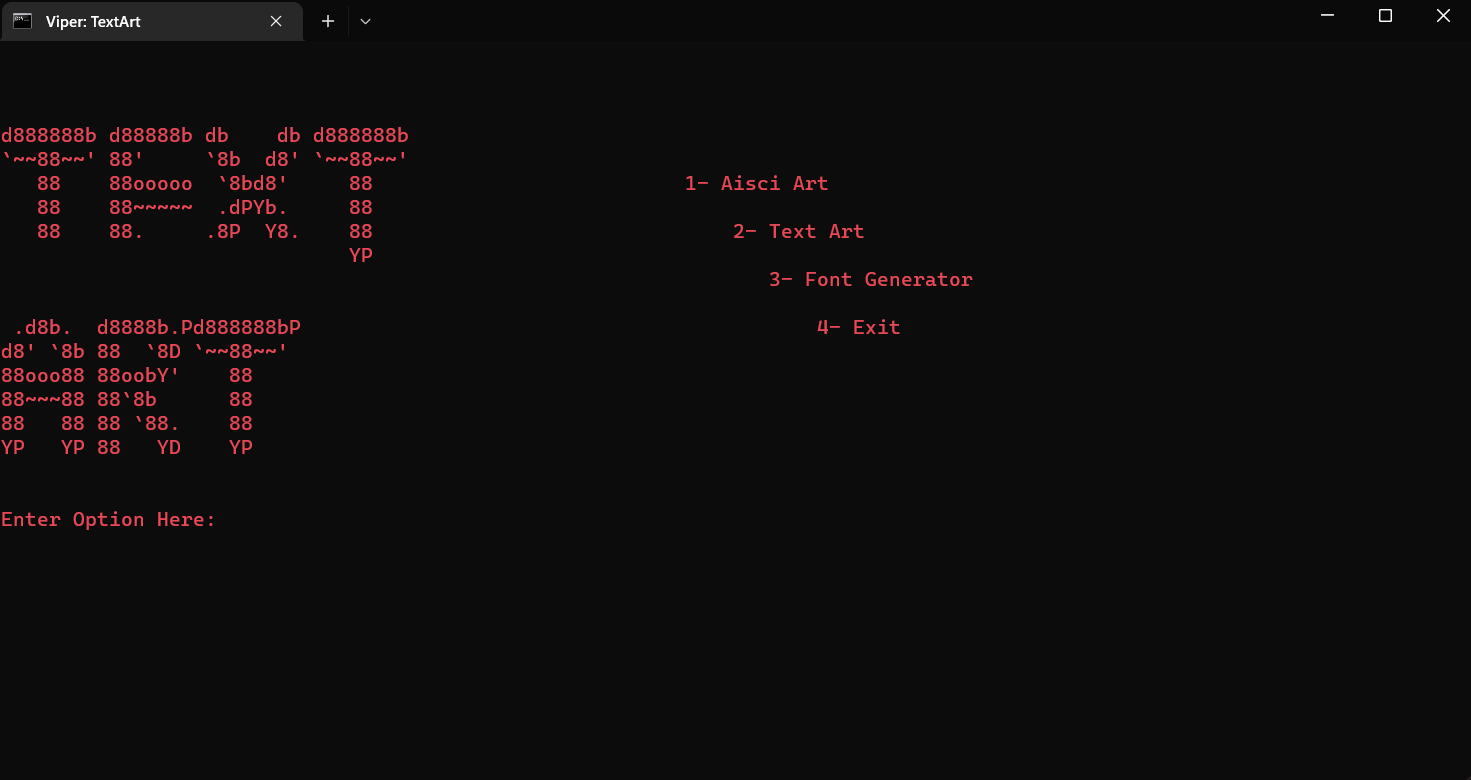 Viper: TextArt
d888888b d88888b db    db d888888b
`~~88~~' 88'     `8b  d8' `~~88~~'
   88    88ooooo  `8bd8'     88                          1- Aisci Art
   88    88~~~~~  .dPYb.     88
   88    88.     .8P  Y8.    88                              2- Text Art
                             YP
                                                                3- Font Generator
 .d8b.  d8888b.Pd888888bP                                           4- Exit
d8' `8b 88  `8D `~~88~~'
88ooo88 88oobY'    88
88~~~88 88`8b      88
88   88 88 `88.    88
YP   YP 88   YD    YP
Enter Option Here: